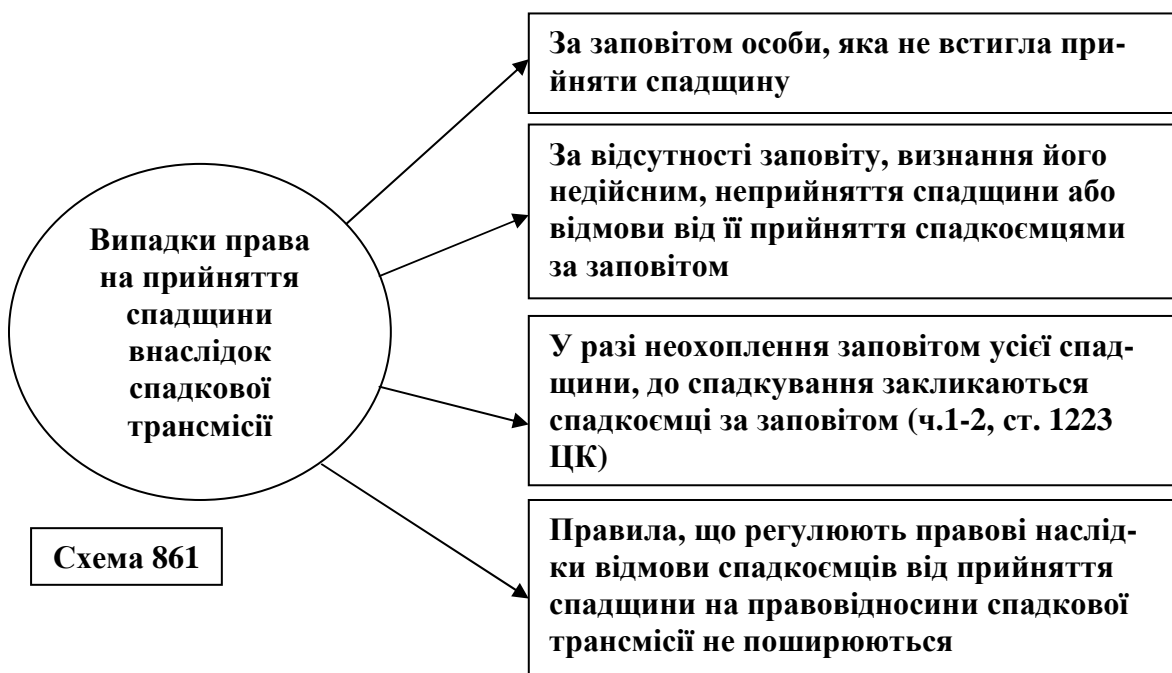 Випадки права
на прийняття
спадщини
внаслідок
спадкової
трансмісії
За заповітом особи, яка не встигла при-
йняти спадщину
За відсутності заповіту, визнання його
недійсним, неприйняття спадщини або
відмови від її прийняття спадкоємцями
за заповітом
У разі неохоплення заповітом усієї спад-
щини, до спадкування закликаються
спадкоємці за заповітом (ч.1-2, ст. 1223
ЦК)
Правила, що регулюють правові наслід-
ки відмови спадкоємців від прийняття
спадщини на правовідносини спадкової
трансмісії не поширюються
Схема 861